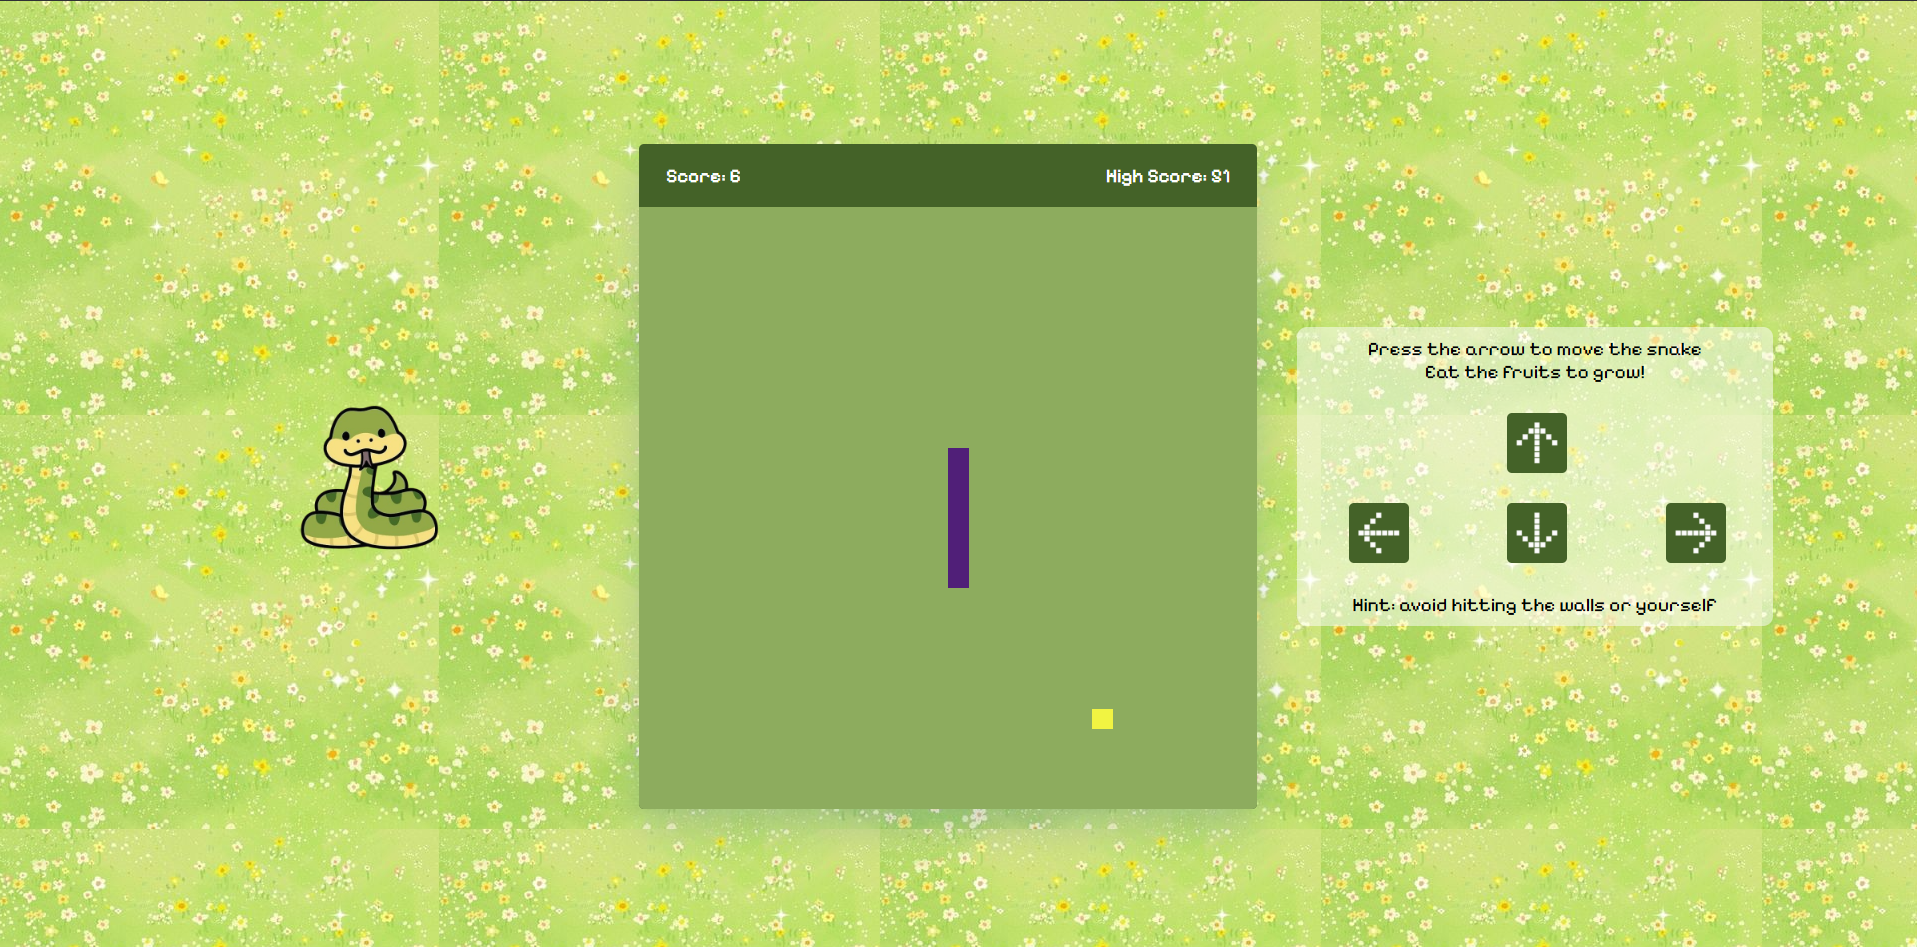 Score: 6
High Score: 81
Press the arrow to move the snake
Eat the fruits to grow!
Hint: avoid hitting the walls or yourself